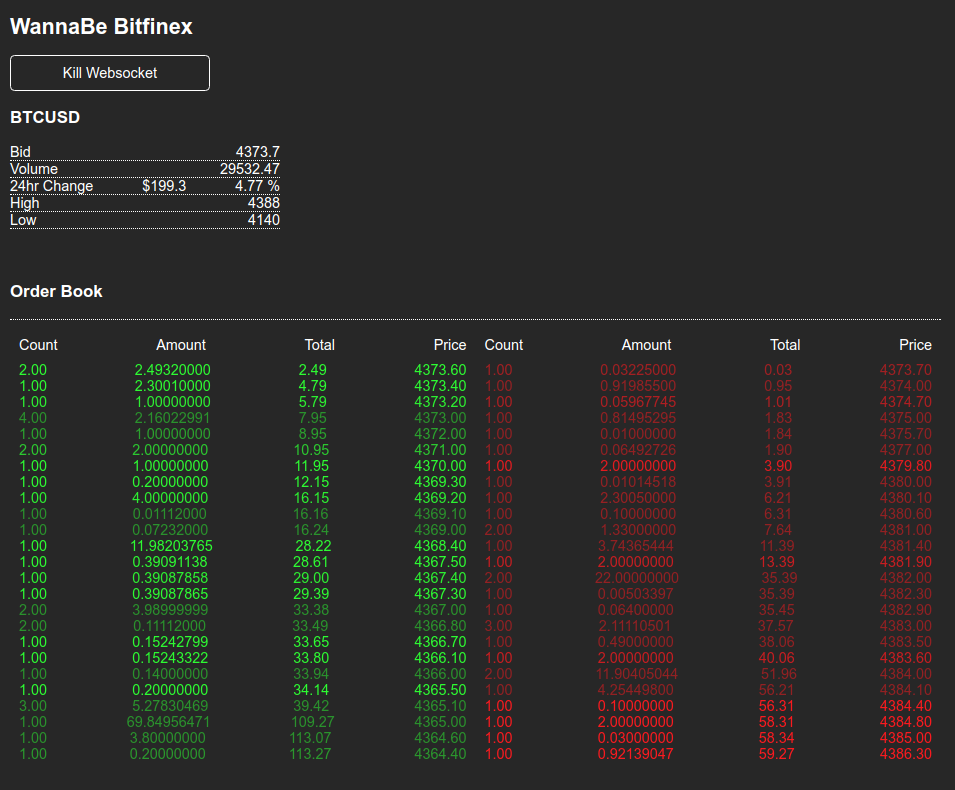 WannaBe Bitfinex
Kill Websocket
BTCUSD
Bid 4373.7
Volume 29532.47
24hr Change $199.3 4.77 %
High 4388
Low 4140
Order Book
Count Amount Total Price Count Amount Total Price
2.00 2.49320000 2.49 4373.60 1.00 0.03225000 0.03 4373.70
1.00 2.30010000 4.79 4373.40 1.00 0.91985500 0.95 4374.00
1.00 1.00000000 5.79 4373.20 1.00 0.05967745 1.01 4374.70
4.00 2.16022991 7.95 4373.00 1.00 0.81495295 1.83 4375.00
1.00 1.00000000 8.95 4372.00 1.00 0.01000000 1.84 4375.70
2.00 2.00000000 10.95 4371.00 1.00 0.06492726 1.90 4377.00
1.00 1.00000000 11.95 4370.00 1.00 2.00000000 3.90 4379.80
1.00 0.20000000 12.15 4369.30 1.00 0.01014518 3.91 4380.00
1.00 4.00000000 16.15 4369.20 1.00 2.30050000 6.21 4380.10
1.00 0.01112000 16.16 4369.10 1.00 0.10000000 6.31 4380.60
1.00 0.07232000 16.24 4369.00 2.00 1.33000000 7.64 4381.00
1.00 11.98203765 28.22 4368.40 1.00 3.74365444 11.39 4381.40
1.00 0.39091138 28.61 4367.50 1.00 2.00000000 13.39 4381.90
1.00 0.39087858 29.00 4367.40 2.00 22.00000000 35.39 4382.00
1.00 0.39087865 29.39 4367.30 1.00 0.00503397 35.39 4382.30
2.00 3.98999999 33.38 4367.00 1.00 0.06400000 35.45 4382.90
2.00 0.11112000 33.49 4366.80 3.00 2.11110501 37.57 4383.00
1.00 0.15242799 33.65 4366.70 1.00 0.49000000 38.06 4383.50
1.00 0.15243322 33.80 4366.10 1.00 2.00000000 40.06 4383.60
1.00 0.14000000 33.94 4366.00 2.00 11.90405044 51.96 4384.00
1.00 0.20000000 34.14 4365.50 1.00 4.25449800 56.21 4384.10
3.00 5.27830469 39.42 4365.10 1.00 0.10000000 56.31 4384.40
1.00 69.84956471 109.27 4365.00 1.00 2.00000000 58.31 4384.80
1.00 3.80000000 113.07 4364.60 1.00 0.03000000 58.34 4385.00
1.00 0.20000000 113.27 4364.40 1.00 0.92139047 59.27 4386.30